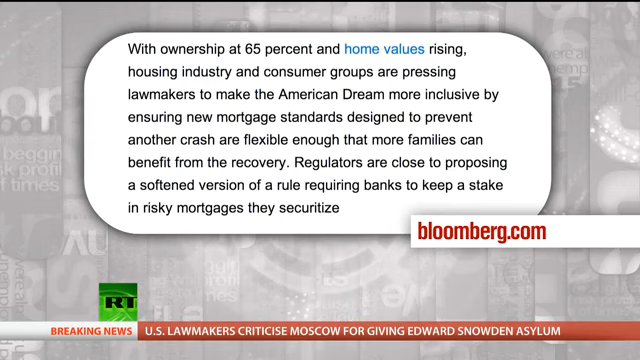 With ownership at 65 percent and home values rising,
housing industry and consumer groups are pressing
lawmakers to make the American Dream more inclusive by
ensuring new mortgage standards designed to prevent
another crash are flexible enough that more families can
benefit from the recovery. Regulators are close to proposing
a softened version of a rule requiring banks to keep a stake
in risky mortgages they securitize
bloomberg.com
RT
BREAKING NEWS U.S. LAWMAKERS CRITICISE MOSCOW FOR GIVING EDWARD SNOWDEN ASYLUM